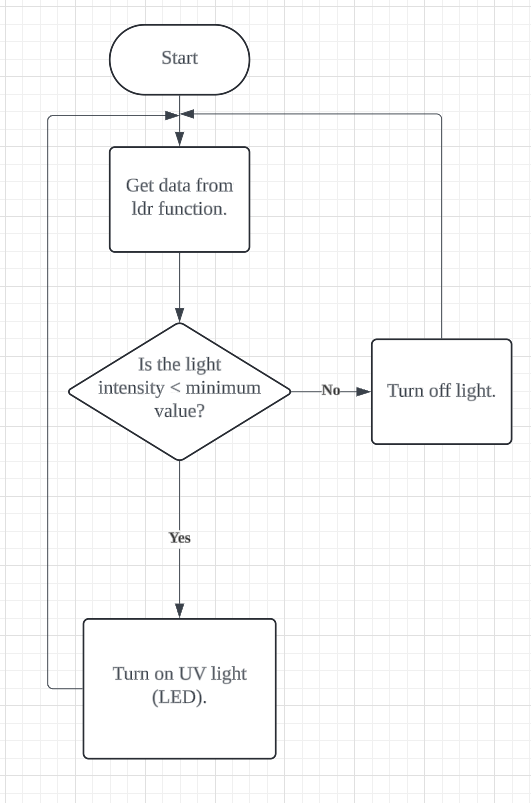 Start
Get data from
ldr function.
Is the light
intensity < minimum
value?
No
Turn off light.
Yes
Turn on UV light
(LED).